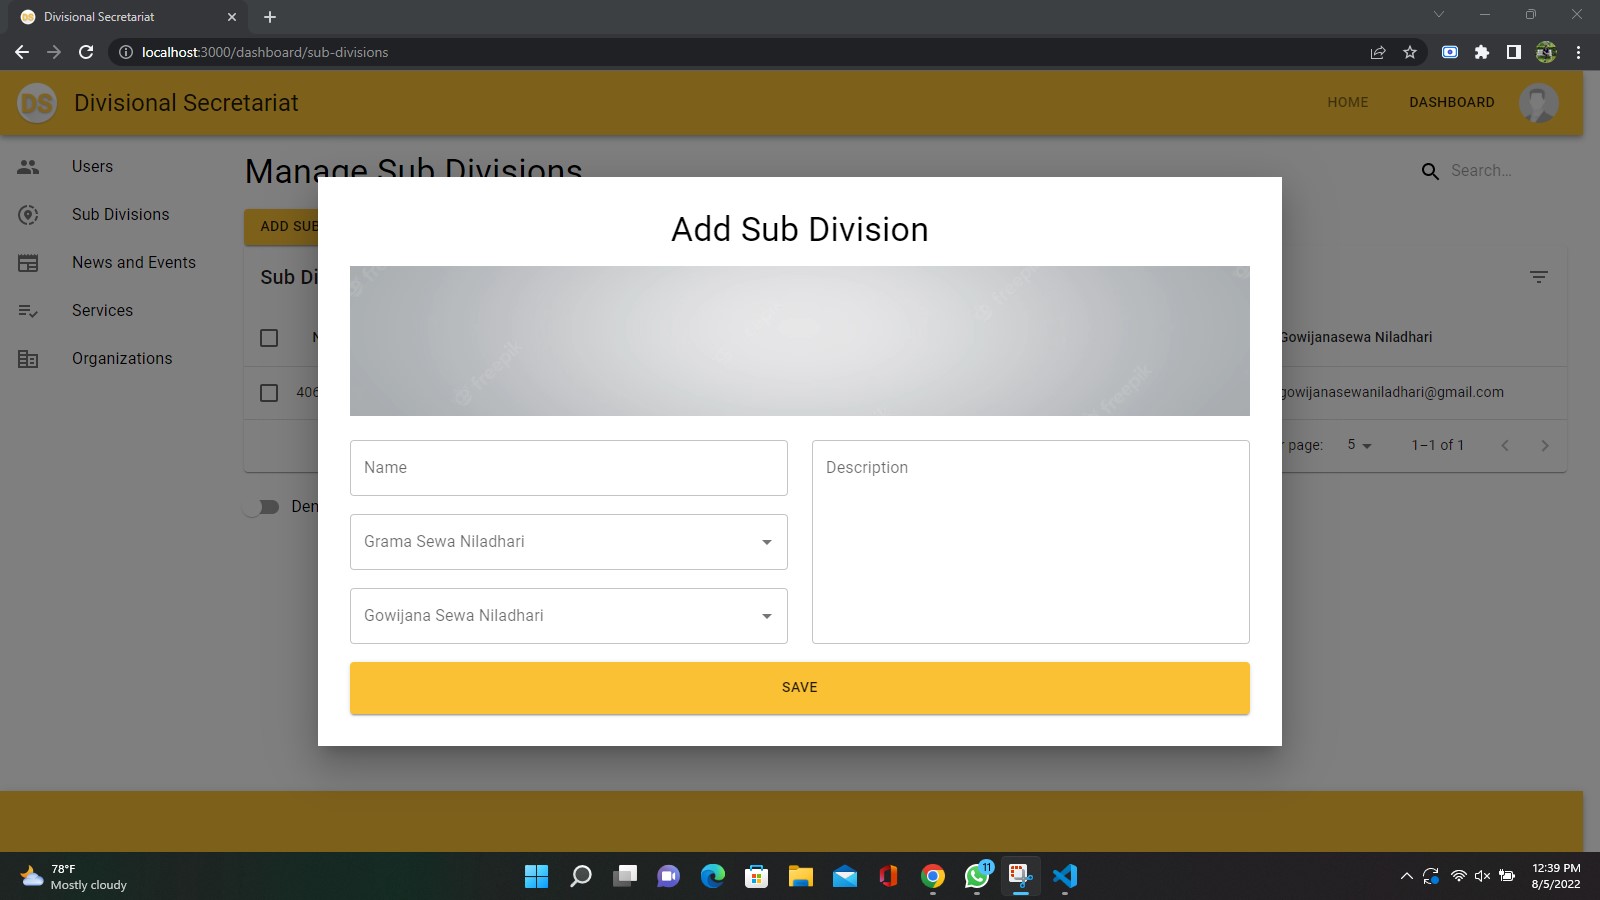 Divisional Secretariat
localhost:3000/dashboard/sub-divisions
DS Divisional Secretariat
HOME DASHBOARD
Users
Sub Divisions
News and Events
Services
Organizations
Manage Sub Divisions
Search...
ADD SUB
Sub Di
Gowijanasewa Niladhari
406
gowijanasewaniladhari@gmail.com
page: 5 1–1 of 1
Den
Add Sub Division
freepik
freepik
Name
Description
Grama Sewa Niladhari
Gowijana Sewa Niladhari
SAVE
78°F
Mostly cloudy
11
12:39 PM
8/5/2022